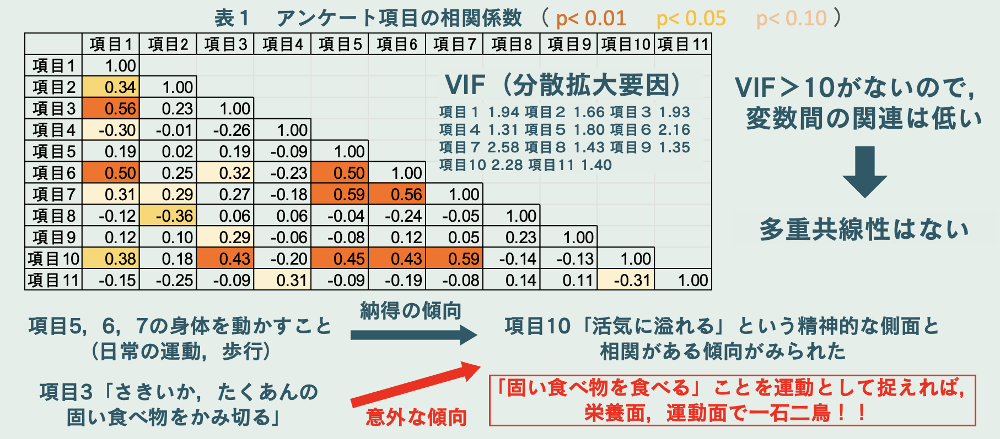 表１　アンケート項目の相関係数　（ p< 0.01　p< 0.05　p< 0.10 ）
項目1 項目2 項目3 項目4 項目5 項目6 項目7 項目8 項目9 項目10 項目11
項目1 1.00
項目2 0.34 1.00
項目3 0.56 0.23 1.00
項目4 -0.30 -0.01 -0.26 1.00
項目5 0.19 0.02 0.19 -0.09 1.00
項目6 0.50 0.25 0.32 -0.23 0.50 1.00
項目7 0.31 0.29 0.27 -0.18 0.59 0.56 1.00
項目8 -0.12 -0.36 0.06 0.06 -0.04 -0.24 -0.05 1.00
項目9 0.12 0.10 0.29 -0.06 -0.08 0.12 0.05 0.23 1.00
項目10 0.38 0.18 0.43 -0.20 0.45 0.43 0.59 -0.14 -0.13 1.00
項目11 -0.15 -0.25 -0.09 0.31 -0.09 -0.19 -0.08 0.14 0.11 -0.31 1.00
VIF（分散拡大要因）
項目１ 1.94 項目２ 1.66 項目３ 1.93
項目４ 1.31 項目５ 1.80 項目６ 2.16
項目７ 2.58 項目８ 1.43 項目９ 1.35
項目10 2.28 項目11 1.40
VIF＞10がないので，
変数間の関連は低い
多重共線性はない
項目5，6，7の身体を動かすこと
（日常の運動，歩行）
納得の傾向
項目10「活気に溢れる」という精神的な側面と
相関がある傾向がみられた
項目3「さきいか，たくあんの
固い食べ物をかみ切る」
意外な傾向
「固い食べ物を食べる」ことを運動として捉えれば，
栄養面，運動面で一石二鳥！！